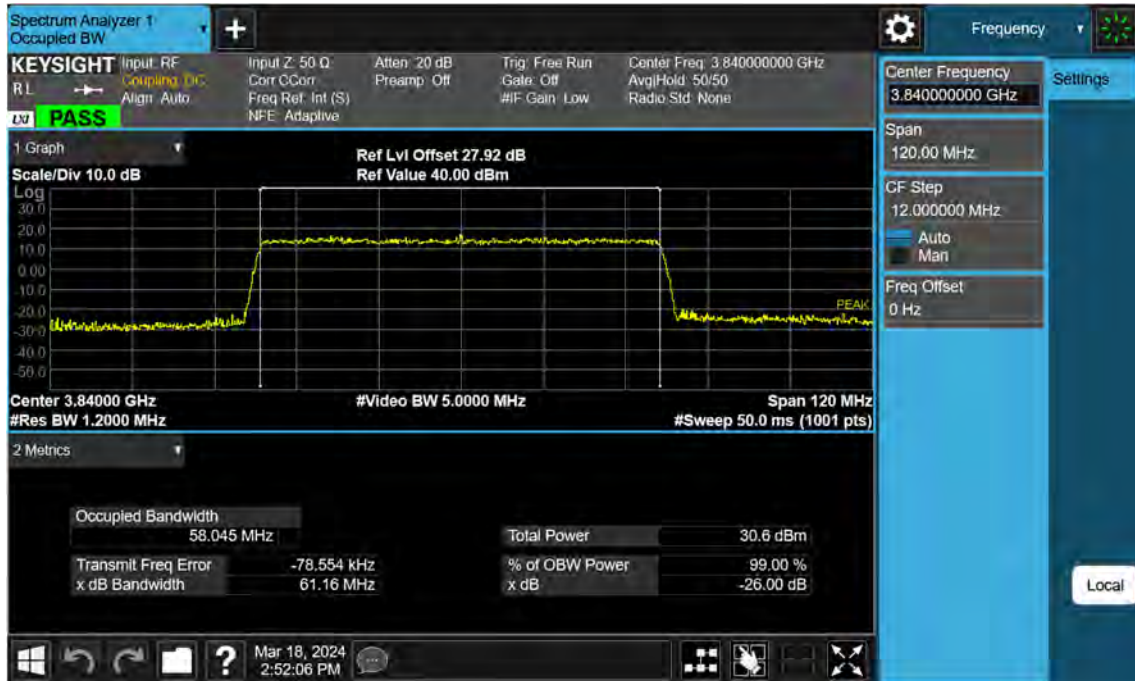 Spectrum Analyzer 1
Occupied BW
Frequency
KEYSIGHT Input: RF
Coupling: DC
Align: Auto
RL
LXI PASS
Input Z: 50 Ω
Corr CCorr
Freq Ref: Int (S)
NFE: Adaptive
Atten: 20 dB
Preamp: Off
Trig: Free Run
Gate: Off
#IF Gain: Low
Center Freq: 3.840000000 GHz
Avg|Hold: 50/50
Radio Std: None
1 Graph
Scale/Div 10.0 dB
Ref Lvl Offset 27.92 dB
Ref Value 40.00 dBm
Log
30.0
20.0
10.0
0.00
-10.0
-20.0
-30.0
-40.0
-50.0
PEAK
Center 3.84000 GHz
#Video BW 5.0000 MHz
Span 120 MHz
#Res BW 1.2000 MHz
#Sweep 50.0 ms (1001 pts)
2 Metrics
Occupied Bandwidth
58.045 MHz
Total Power 30.6 dBm
Transmit Freq Error -78.554 kHz
% of OBW Power 99.00 %
x dB Bandwidth 61.16 MHz
x dB -26.00 dB
Mar 18, 2024
2:52:06 PM
Center Frequency
3.840000000 GHz
Settings
Span
120.00 MHz
CF Step
12.000000 MHz
Auto
Man
Freq Offset
0 Hz
Local